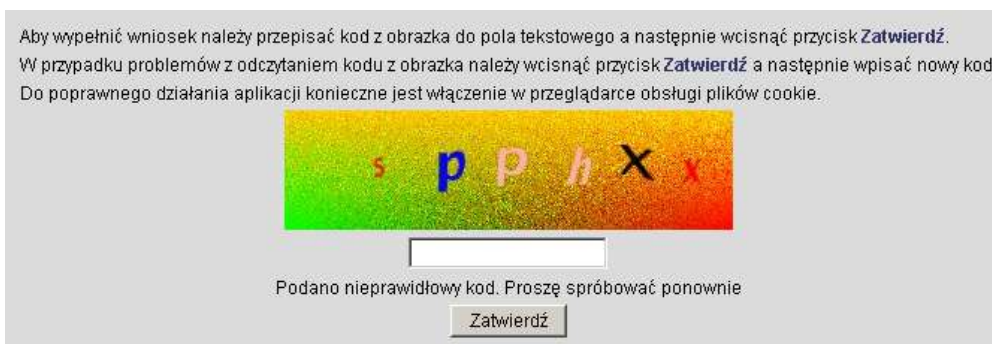 Aby wypełnić wniosek należy przepisać kod z obrazka do pola tekstowego a następnie wcisnąć przycisk Zatwierdź.
W przypadku problemów z odczytaniem kodu z obrazka należy wcisnąć przycisk Zatwierdź a następnie wpisać nowy kod
Do poprawnego działania aplikacji konieczne jest włączenie w przeglądarce obsługi plików cookie.
s p p h x x
Podano nieprawidłowy kod. Proszę spróbować ponownie
Zatwierdź